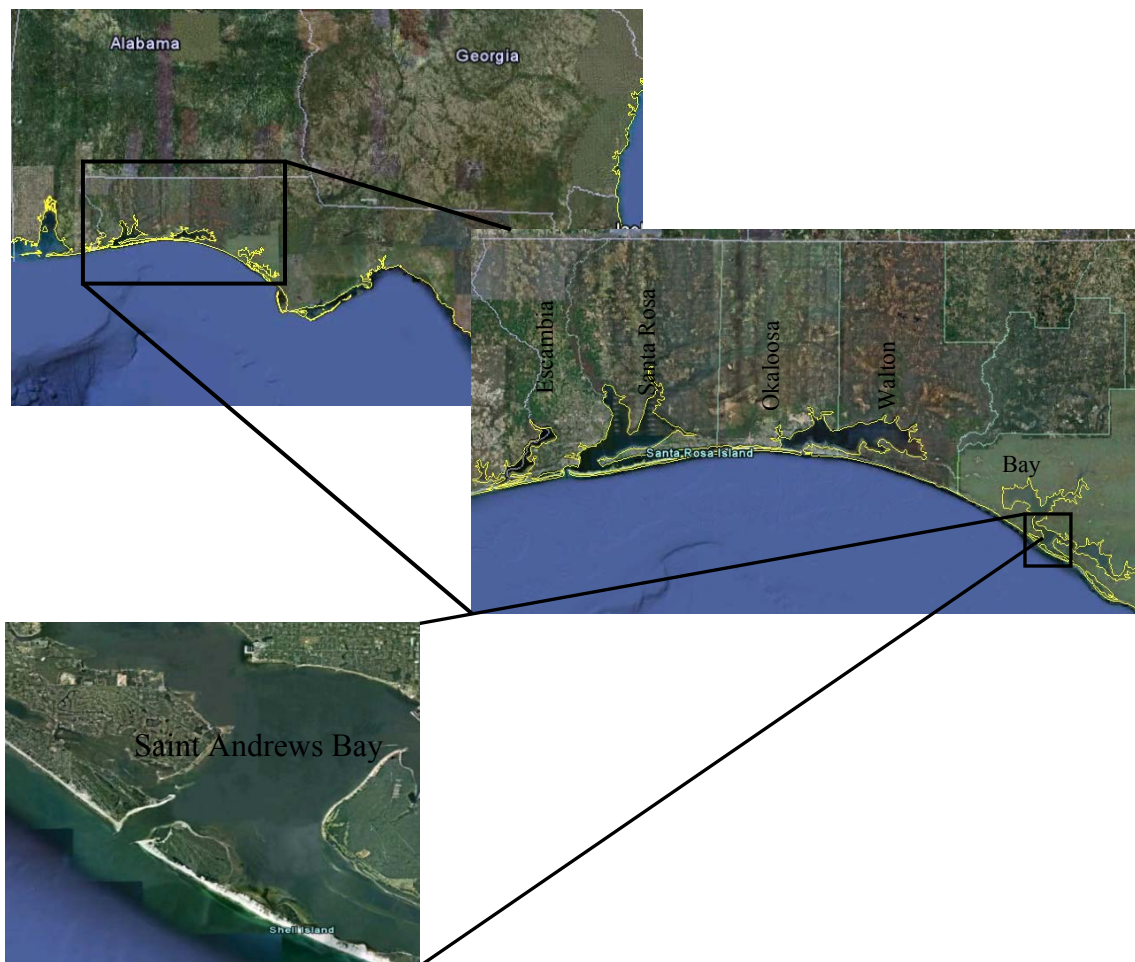 Alabama
Georgia
Escambia
Santa Rosa
Okaloosa
Walton
Santa Rosa Island
Bay
Saint Andrews Bay
Shell Island